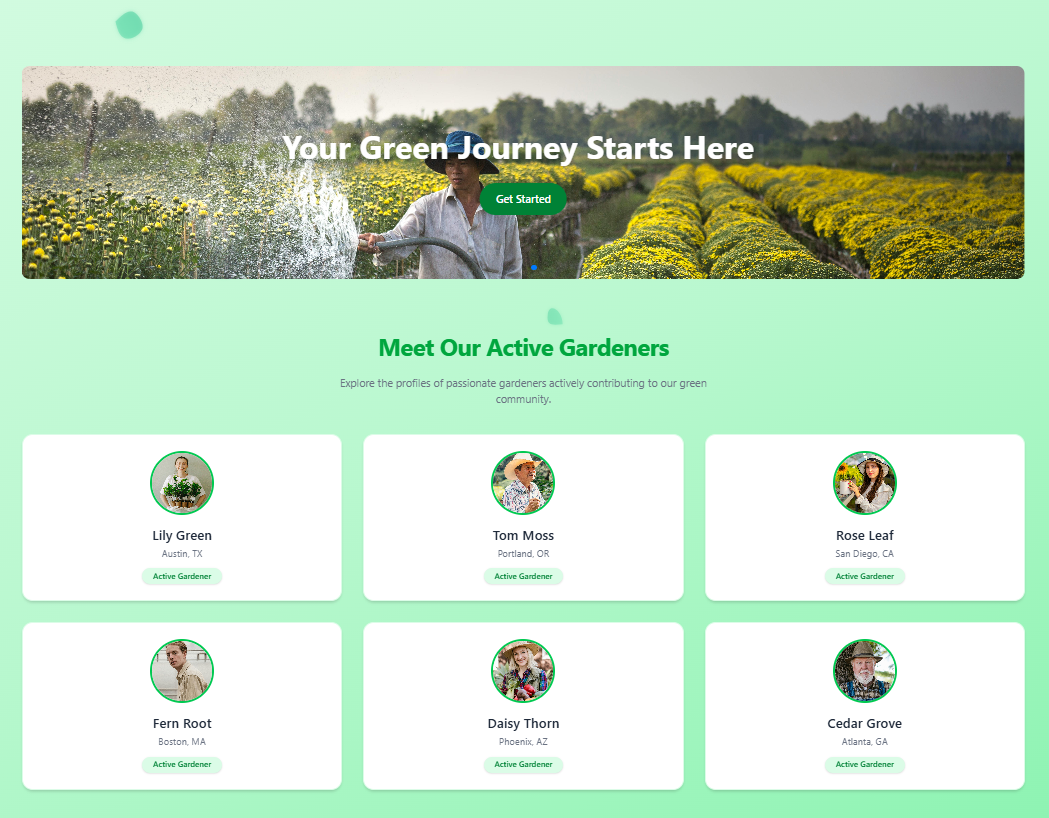 Your Green Journey Starts Here
Get Started
Meet Our Active Gardeners
Explore the profiles of passionate gardeners actively contributing to our green
community.
Lily Green
Austin, TX
Active Gardener
Tom Moss
Portland, OR
Active Gardener
Rose Leaf
San Diego, CA
Active Gardener
Fern Root
Boston, MA
Active Gardener
Daisy Thorn
Phoenix, AZ
Active Gardener
Cedar Grove
Atlanta, GA
Active Gardener